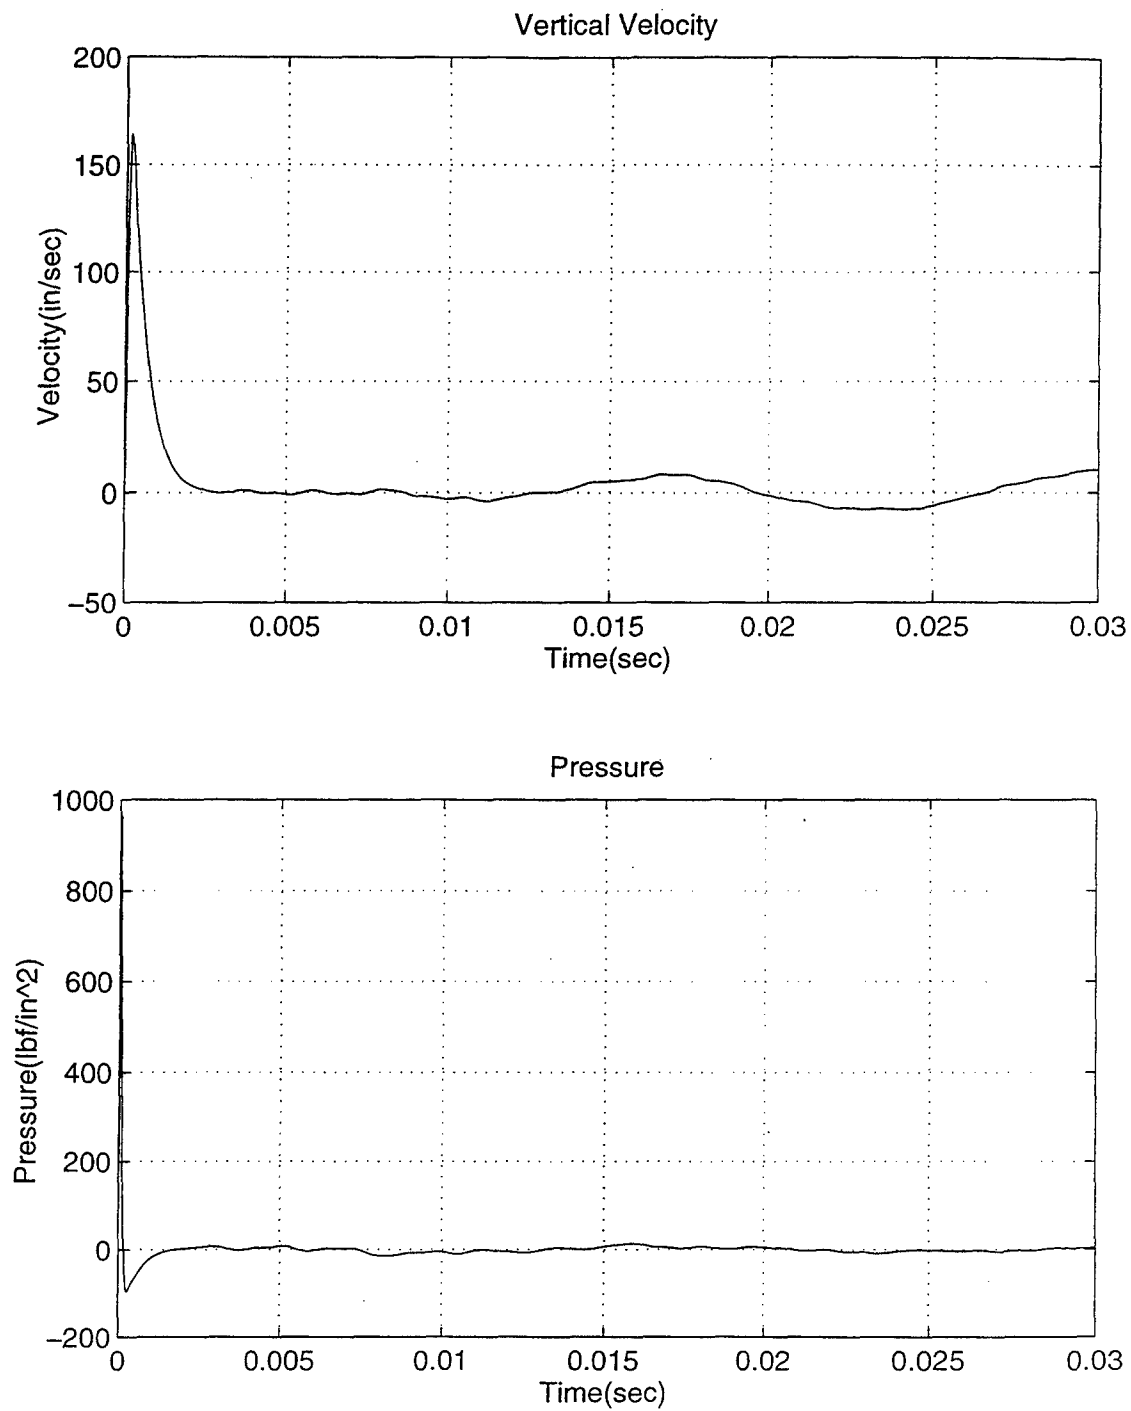 Vertical Velocity
200
150
100
50
0
−50
Velocity(in/sec)
0 0.005 0.01 0.015 0.02 0.025 0.03
Time(sec)
Pressure
1000
800
600
400
200
0
−200
Pressure(lbf/in^2)
0 0.005 0.01 0.015 0.02 0.025 0.03
Time(sec)